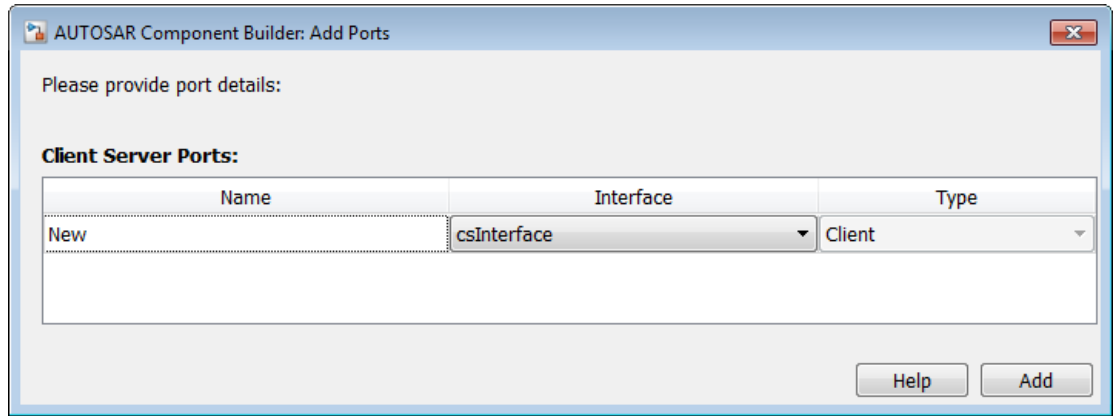 AUTOSAR Component Builder: Add Ports
Please provide port details:
Client Server Ports:
Name Interface Type
New csInterface Client
Help Add